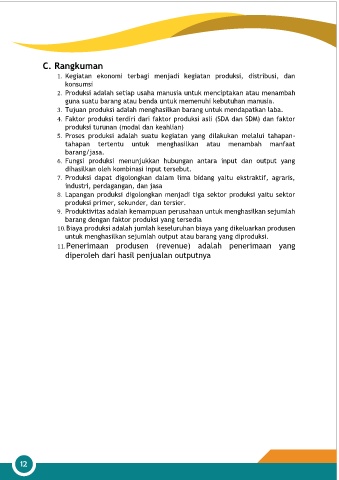 C. Rangkuman
1. Kegiatan ekonomi terbagi menjadi kegiatan produksi, distribusi, dan
konsumsi
2. Produksi adalah setiap usaha manusia untuk menciptakan atau menambah
guna suatu barang atau benda untuk memenuhi kebutuhan manusia.
3. Tujuan produksi adalah menghasilkan barang untuk mendapatkan laba.
4. Faktor produksi terdiri dari faktor produksi asli (SDA dan SDM) dan faktor
produksi turunan (modal dan keahlian)
5. Proses produksi adalah suatu kegiatan yang dilakukan melalui tahapan-
tahapan tertentu untuk menghasilkan atau menambah manfaat
barang/jasa.
6. Fungsi produksi menunjukkan hubungan antara input dan output yang
dihasilkan oleh kombinasi input tersebut.
7. Produksi dapat digolongkan dalam lima bidang yaitu ekstraktif, agraris,
industri, perdagangan, dan jasa
8. Lapangan produksi digolongkan menjadi tiga sektor produksi yaitu sektor
produksi primer, sekunder, dan tersier.
9. Produktivitas adalah kemampuan perusahaan untuk menghasilkan sejumlah
barang dengan faktor produksi yang tersedia
10.Biaya produksi adalah jumlah keseluruhan biaya yang dikeluarkan produsen
untuk menghasilkan sejumlah output atau barang yang diproduksi.
11.Penerimaan produsen (revenue) adalah penerimaan yang
diperoleh dari hasil penjualan outputnya
12